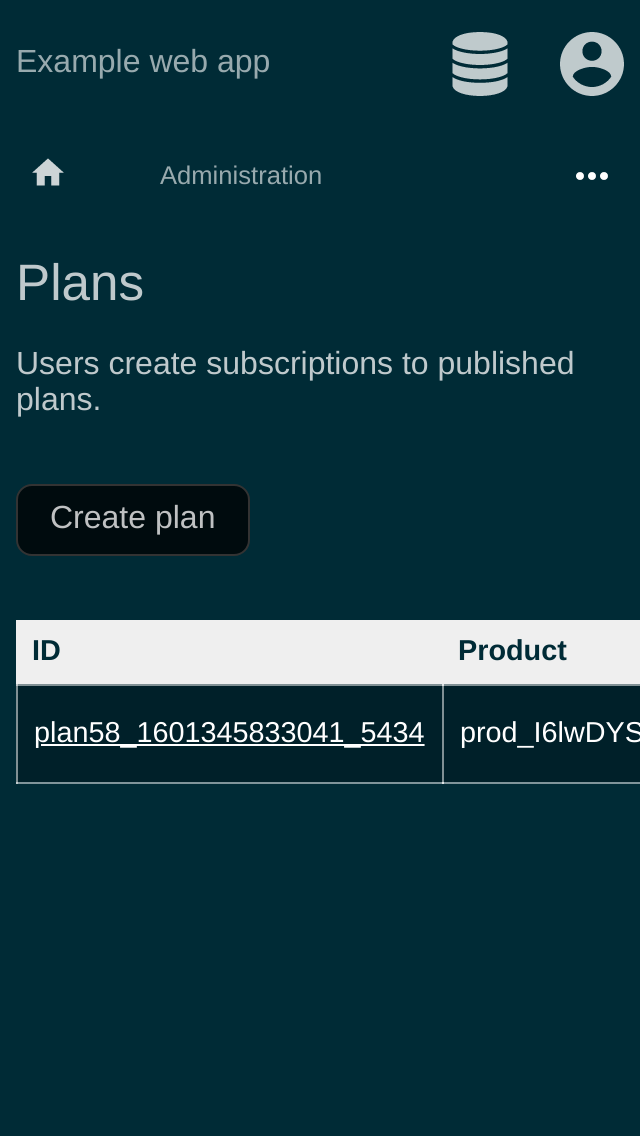 Example web app
Administration
Plans
Users create subscriptions to published
plans.
Create plan
ID Product
plan58_1601345833041_5434 prod_I6lwDYS